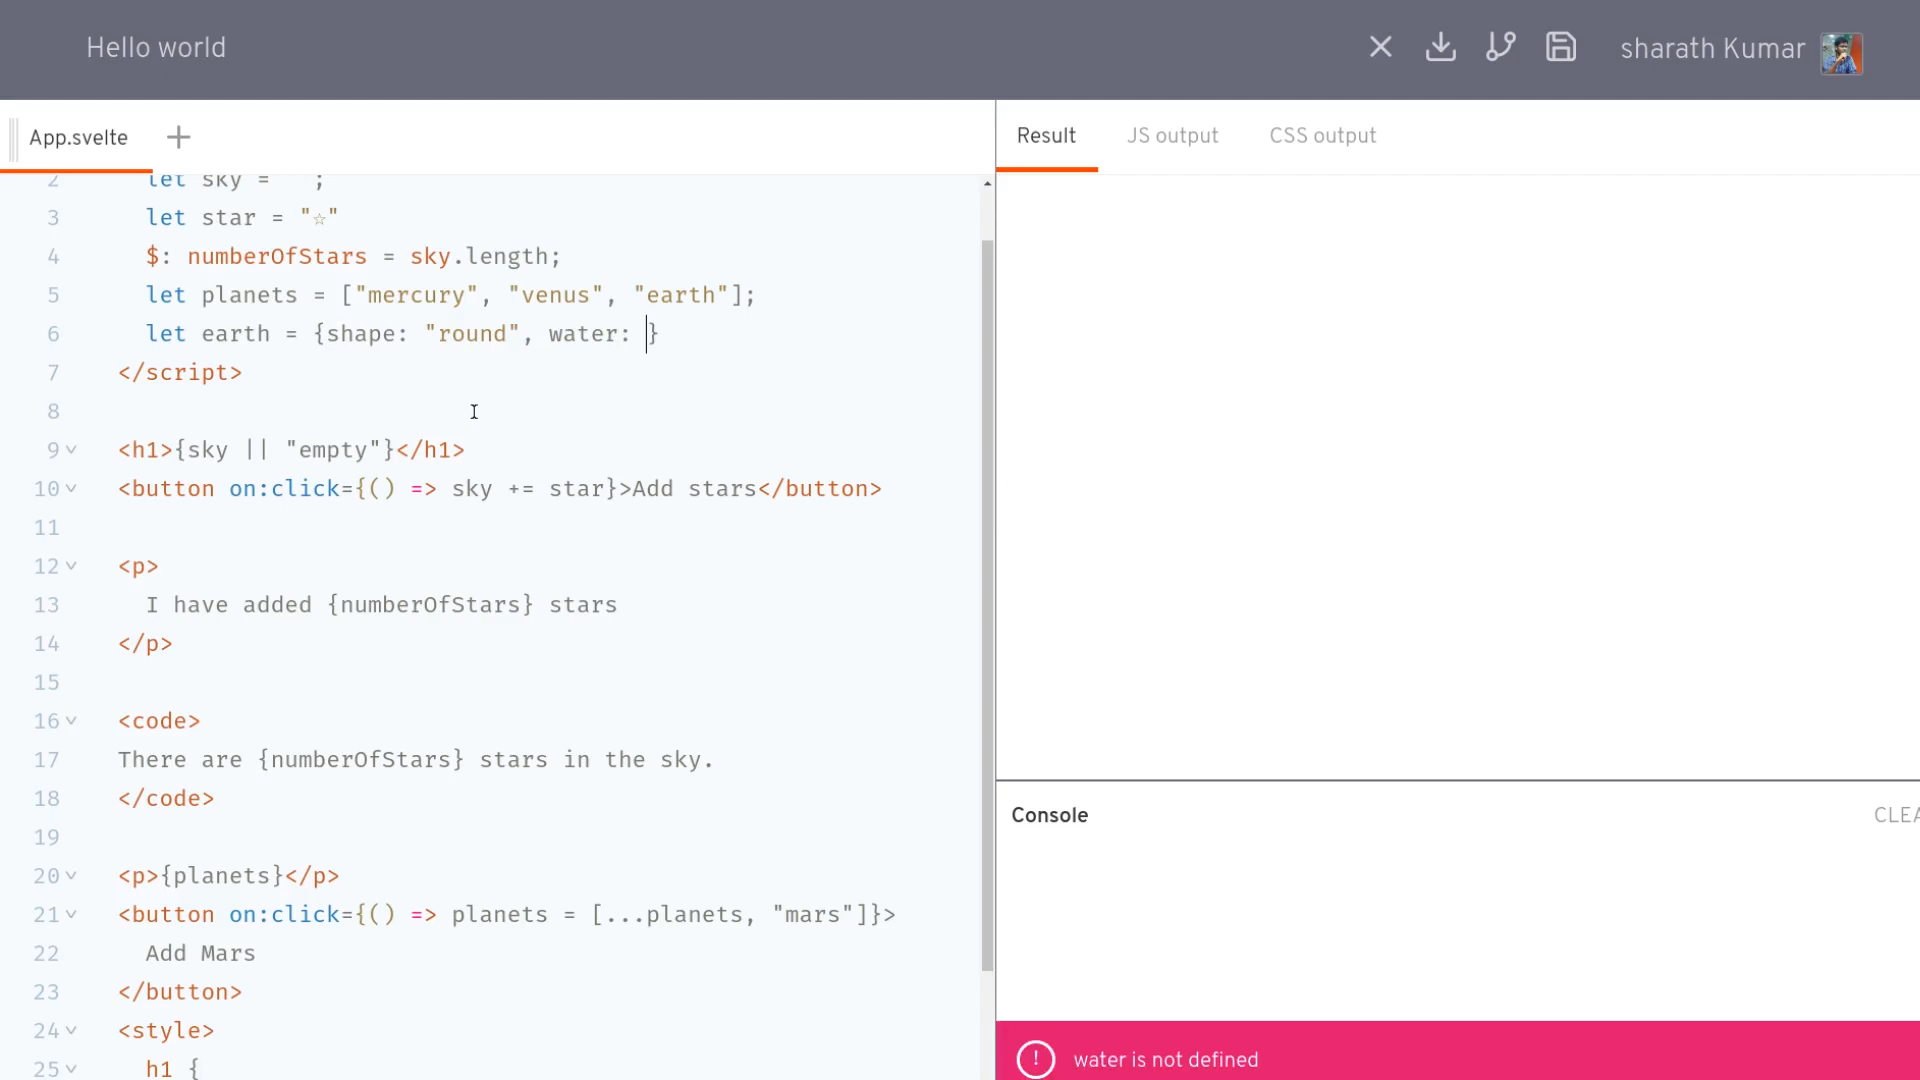 Hello world
sharath Kumar
App.svelte
Result
JS output
CSS output
2 let sky = "";
3 let star = "☆"
4 $: numberOfStars = sky.length;
5 let planets = ["mercury", "venus", "earth"];
6 let earth = {shape: "round", water: }
7 </script>
8
9 <h1>{sky || "empty"}</h1>
10 <button on:click={() => sky += star}>Add stars</button>
11
12 <p>
13 I have added {numberOfStars} stars
14 </p>
15
16 <code>
17 There are {numberOfStars} stars in the sky.
18 </code>
19
20 <p>{planets}</p>
21 <button on:click={() => planets = [...planets, "mars"]}>
22 Add Mars
23 </button>
24 <style>
25 h1 {
Console
CLEA
water is not defined